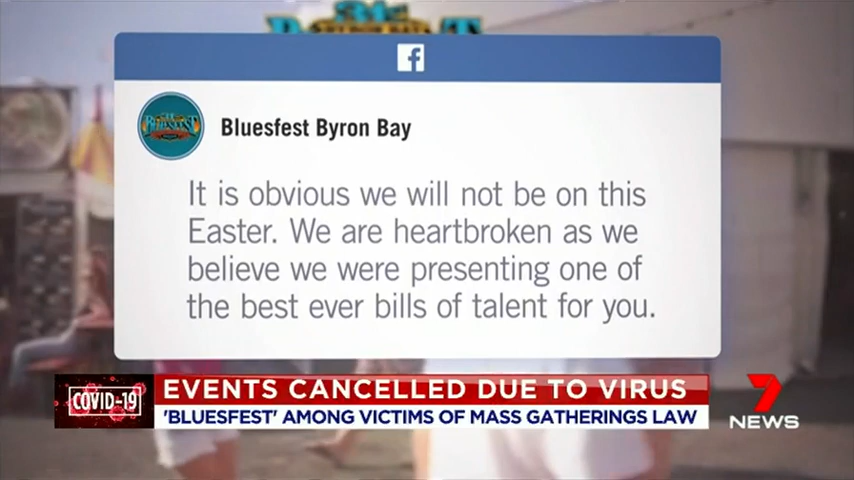 Bluesfest Byron Bay
It is obvious we will not be on this
Easter. We are heartbroken as we
believe we were presenting one of
the best ever bills of talent for you.
COVID-19
EVENTS CANCELLED DUE TO VIRUS
'BLUESFEST' AMONG VICTIMS OF MASS GATHERINGS LAW
7
NEWS